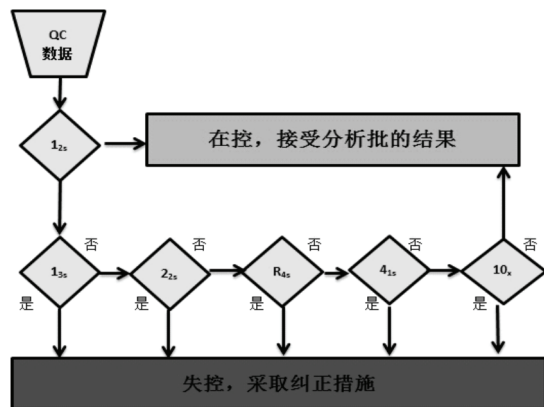 QC
数据
1₂ₛ
在控，接受分析批的结果
否
否
否
否
否
1₃ₛ
2₂ₛ
R₄ₛ
4₁ₛ
10ₓ
是
是
是
是
是
失控，采取纠正措施